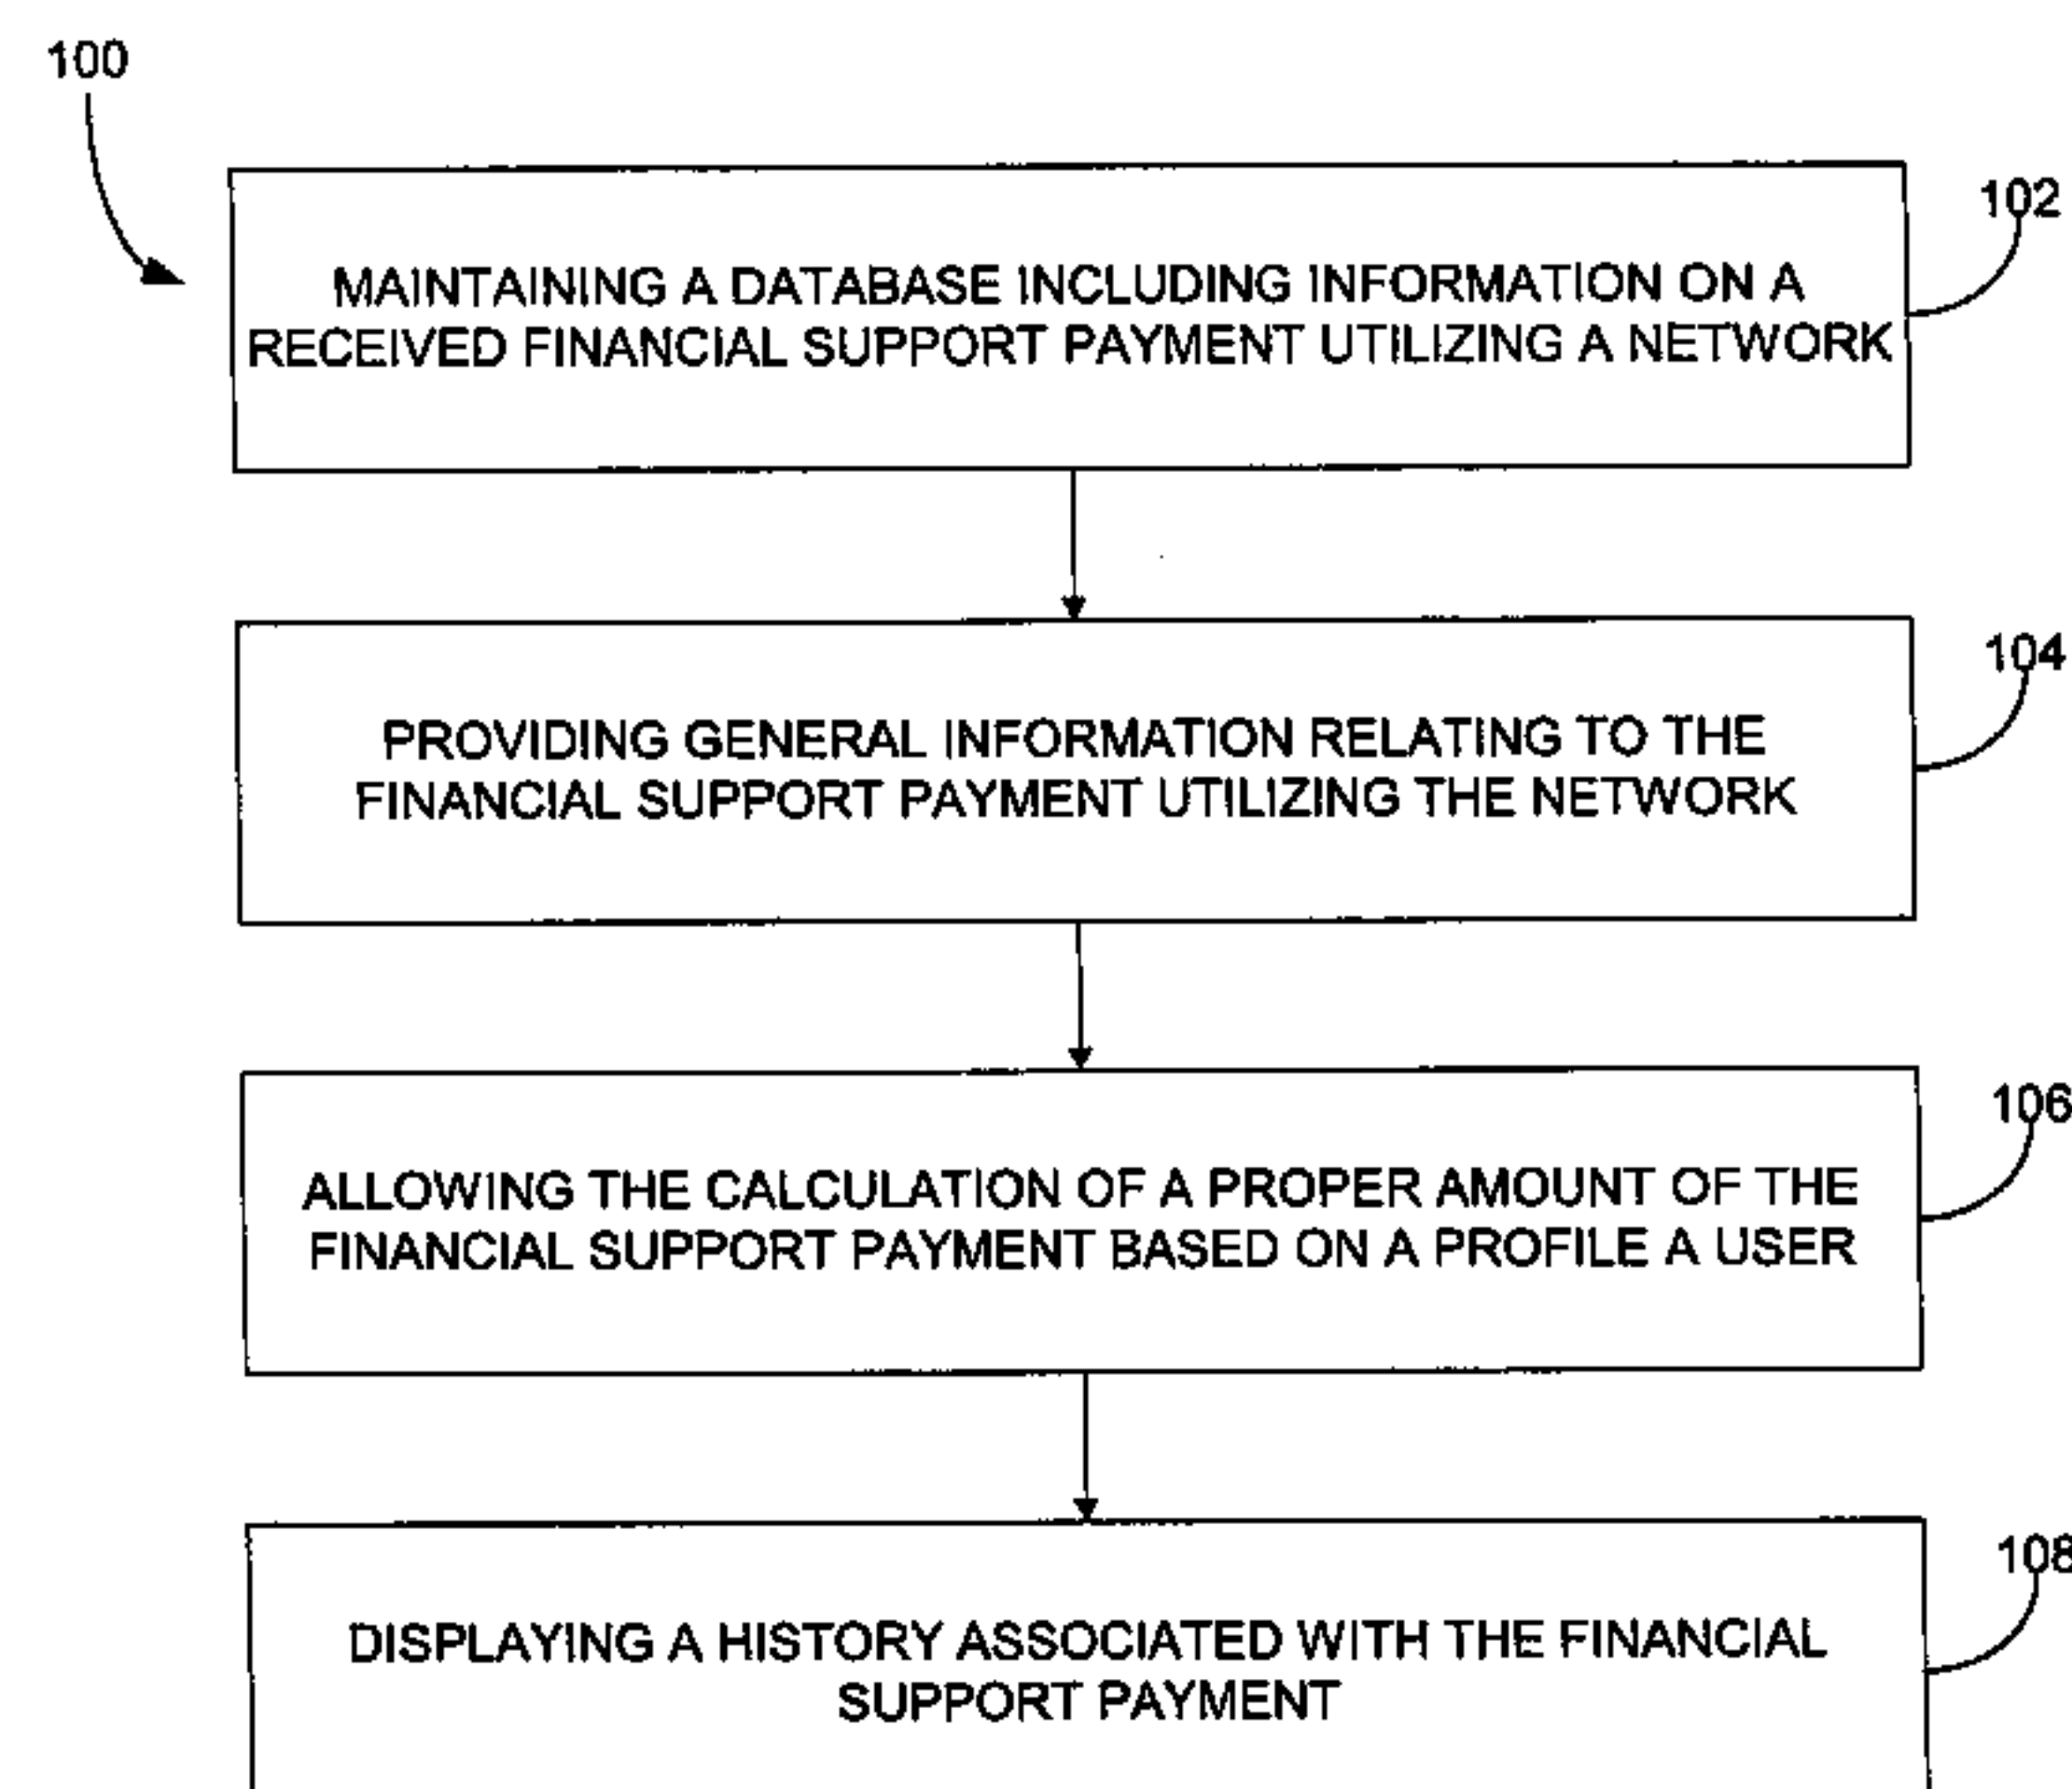 100
102
MAINTAINING A DATABASE INCLUDING INFORMATION ON A
RECEIVED FINANCIAL SUPPORT PAYMENT UTILIZING A NETWORK
104
PROVIDING GENERAL INFORMATION RELATING TO THE
FINANCIAL SUPPORT PAYMENT UTILIZING THE NETWORK
106
ALLOWING THE CALCULATION OF A PROPER AMOUNT OF THE
FINANCIAL SUPPORT PAYMENT BASED ON A PROFILE A USER
108
DISPLAYING A HISTORY ASSOCIATED WITH THE FINANCIAL
SUPPORT PAYMENT